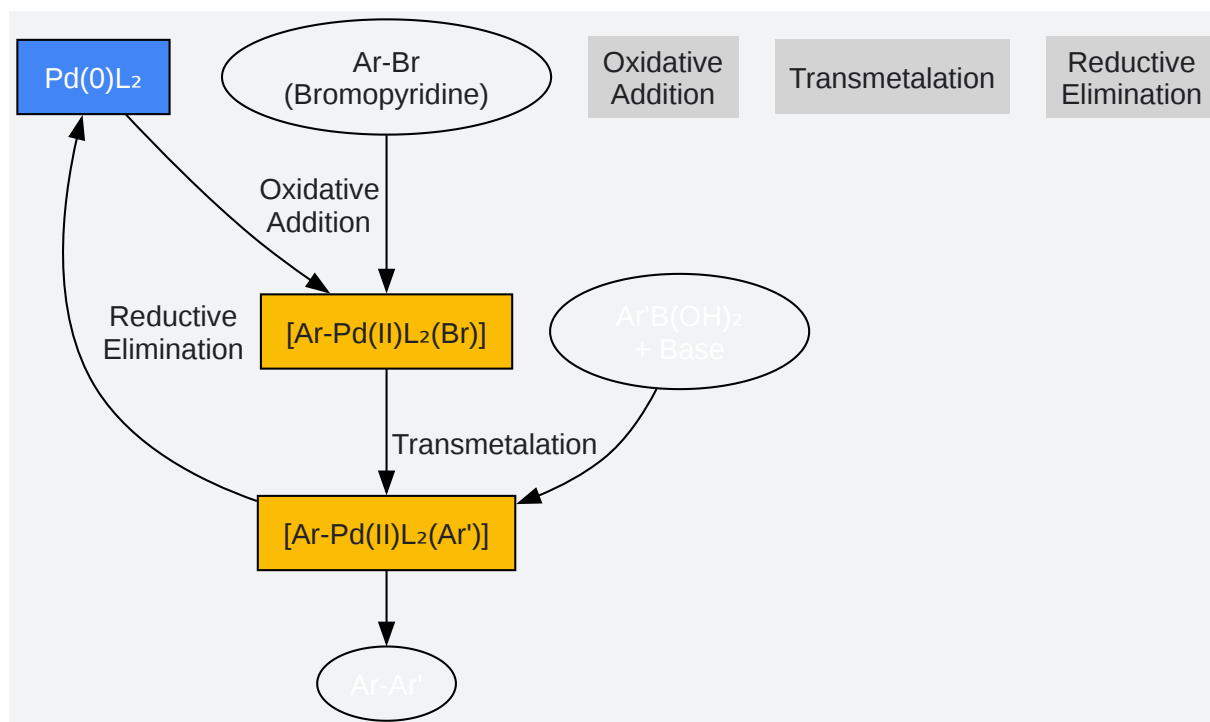 Pd(0)L₂
Ar-Br
(Bromopyridine)
Oxidative
Addition
Transmetalation
Reductive
Elimination
Oxidative
Addition
Reductive
Elimination
[Ar-Pd(II)L₂(Br)]
Ar'B(OH)₂
+ Base
Transmetalation
[Ar-Pd(II)L₂(Ar')]
Ar-Ar'